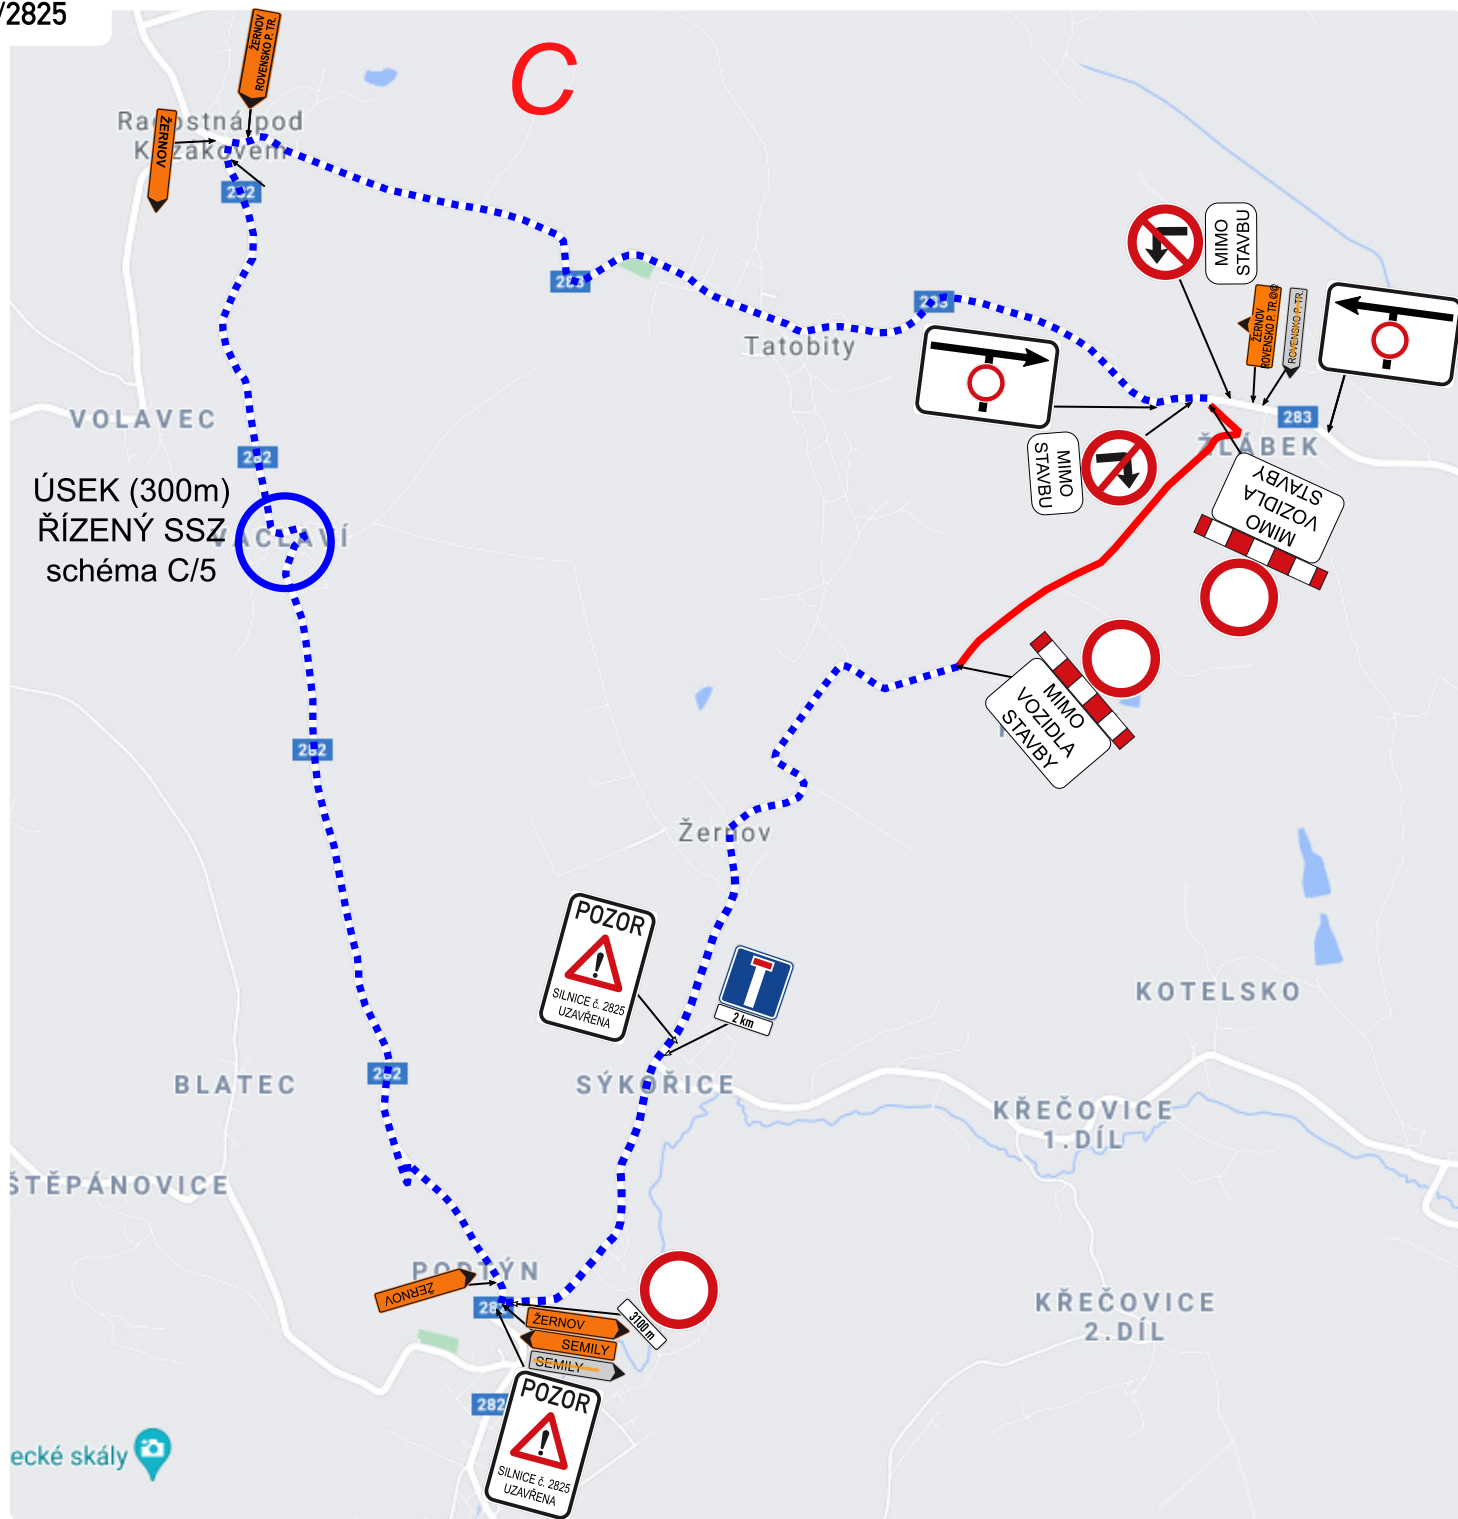 /2825
C
ŽERNOV
ROVENSKO P. TR.
ŽERNOV
Radostná pod
Kozákovem
282
283
Tatobity
283
MIMO
STAVBU
ŽERNOV
ROVENSKO P. TR.@@
ROVENSKO P. TR.
283
ŽLÁBEK
MIMO
STAVBU
MIMO
VOZIDLA
STAVBY
VOLAVEC
282
ÚSEK (300m)
ŘÍZENÝ SSZ
schéma C/5
VÁCLAVÍ
MIMO
VOZIDLA
STAVBY
282
Žernov
POZOR
SILNICE č. 2825
UZAVŘENA
2 km
KOTELSKO
282
BLATEC
SÝKOŘICE
KŘEČOVICE
1.DÍL
ŠTĚPÁNOVICE
PODTÝN
ŽERNOV
282
3100 m
ŽERNOV
SEMILY
SEMILY
KŘEČOVICE
2.DÍL
282
POZOR
SILNICE č. 2825
UZAVŘENA
ecké skály